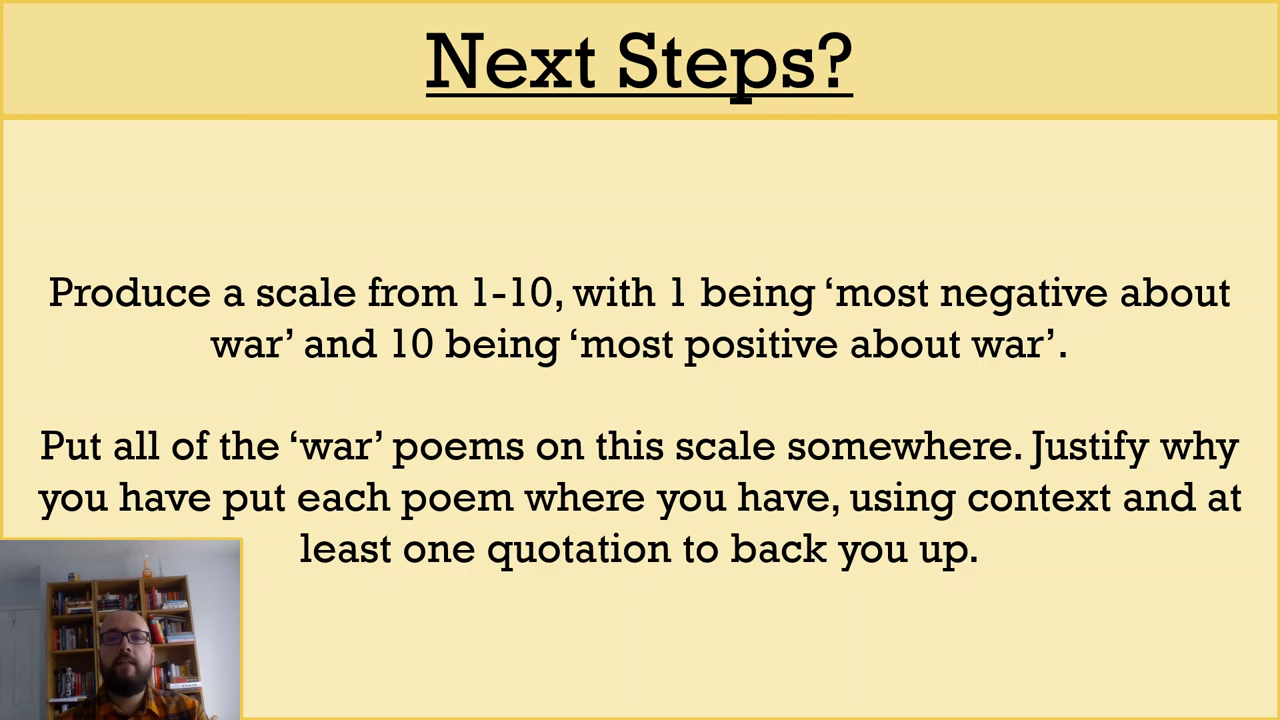 Next Steps?
Produce a scale from 1-10, with 1 being ‘most negative about
war’ and 10 being ‘most positive about war’.
Put all of the ‘war’ poems on this scale somewhere. Justify why
you have put each poem where you have, using context and at
least one quotation to back you up.